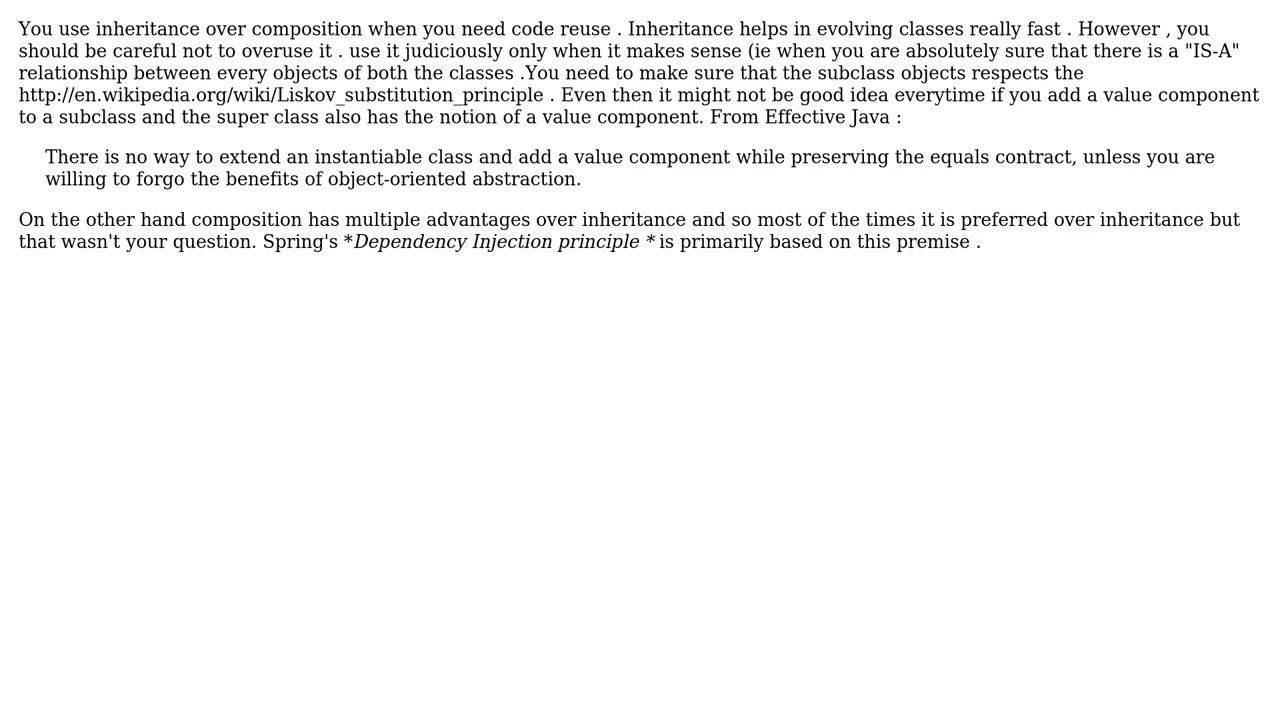 You use inheritance over composition when you need code reuse . Inheritance helps in evolving classes really fast . However , you
should be careful not to overuse it . use it judiciously only when it makes sense (ie when you are absolutely sure that there is a "IS-A"
relationship between every objects of both the classes .You need to make sure that the subclass objects respects the
http://en.wikipedia.org/wiki/Liskov_substitution_principle . Even then it might not be good idea everytime if you add a value component
to a subclass and the super class also has the notion of a value component. From Effective Java :
There is no way to extend an instantiable class and add a value component while preserving the equals contract, unless you are
willing to forgo the benefits of object-oriented abstraction.
On the other hand composition has multiple advantages over inheritance and so most of the times it is preferred over inheritance but
that wasn't your question. Spring's *Dependency Injection principle * is primarily based on this premise .